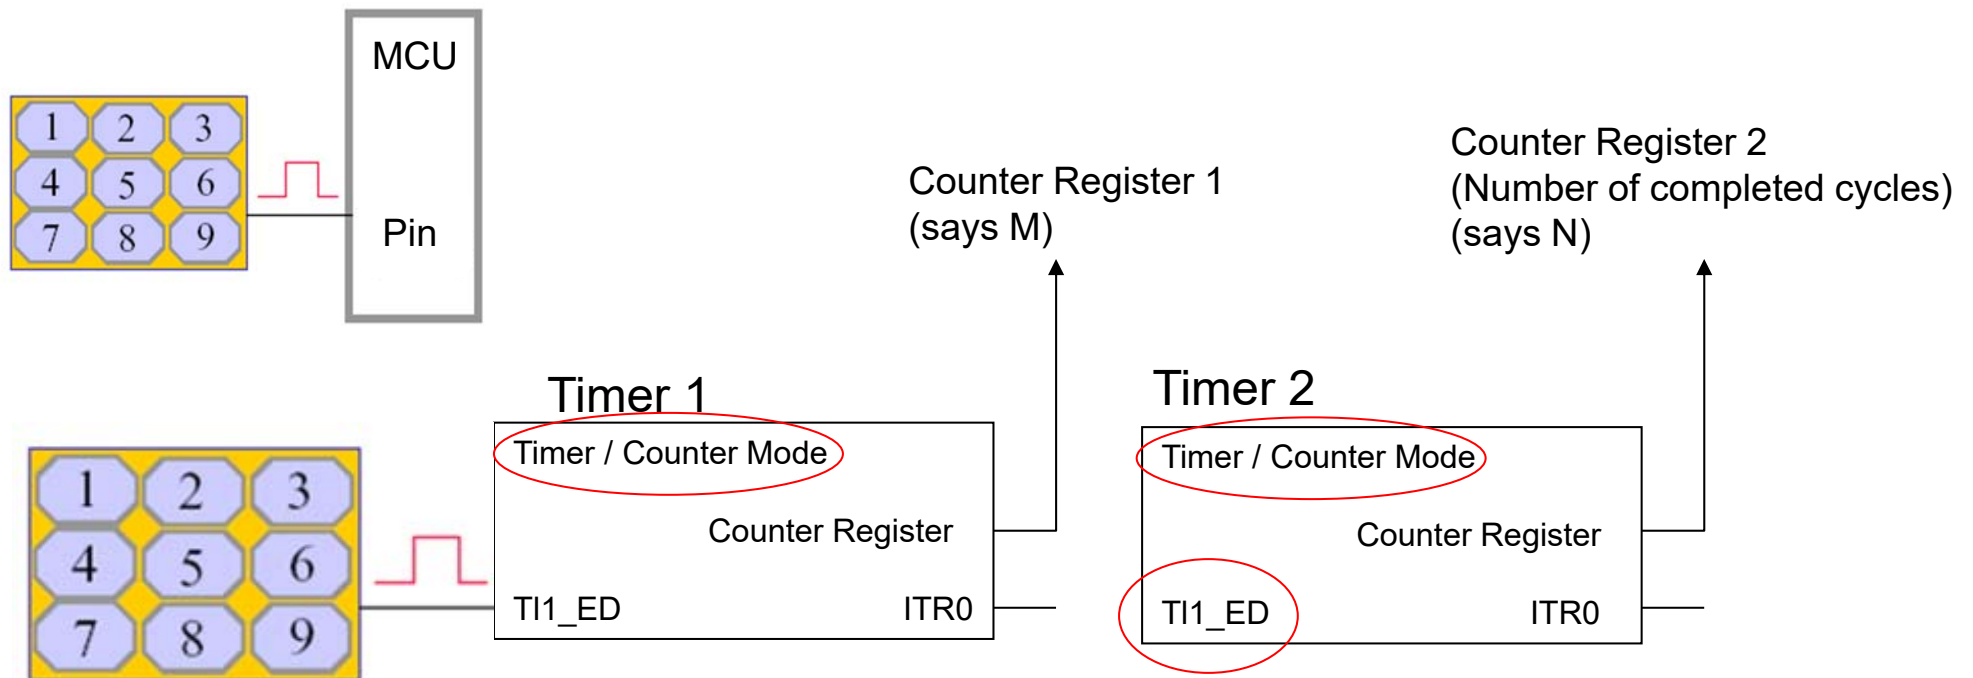 MCU
1 2 3
4 5 6
7 8 9
Pin
Counter Register 1
(says M)
Counter Register 2
(Number of completed cycles)
(says N)
Timer 1
Timer / Counter Mode
Counter Register
TI1_ED ITR0
Timer 2
Timer / Counter Mode
Counter Register
TI1_ED ITR0
1 2 3
4 5 6
7 8 9